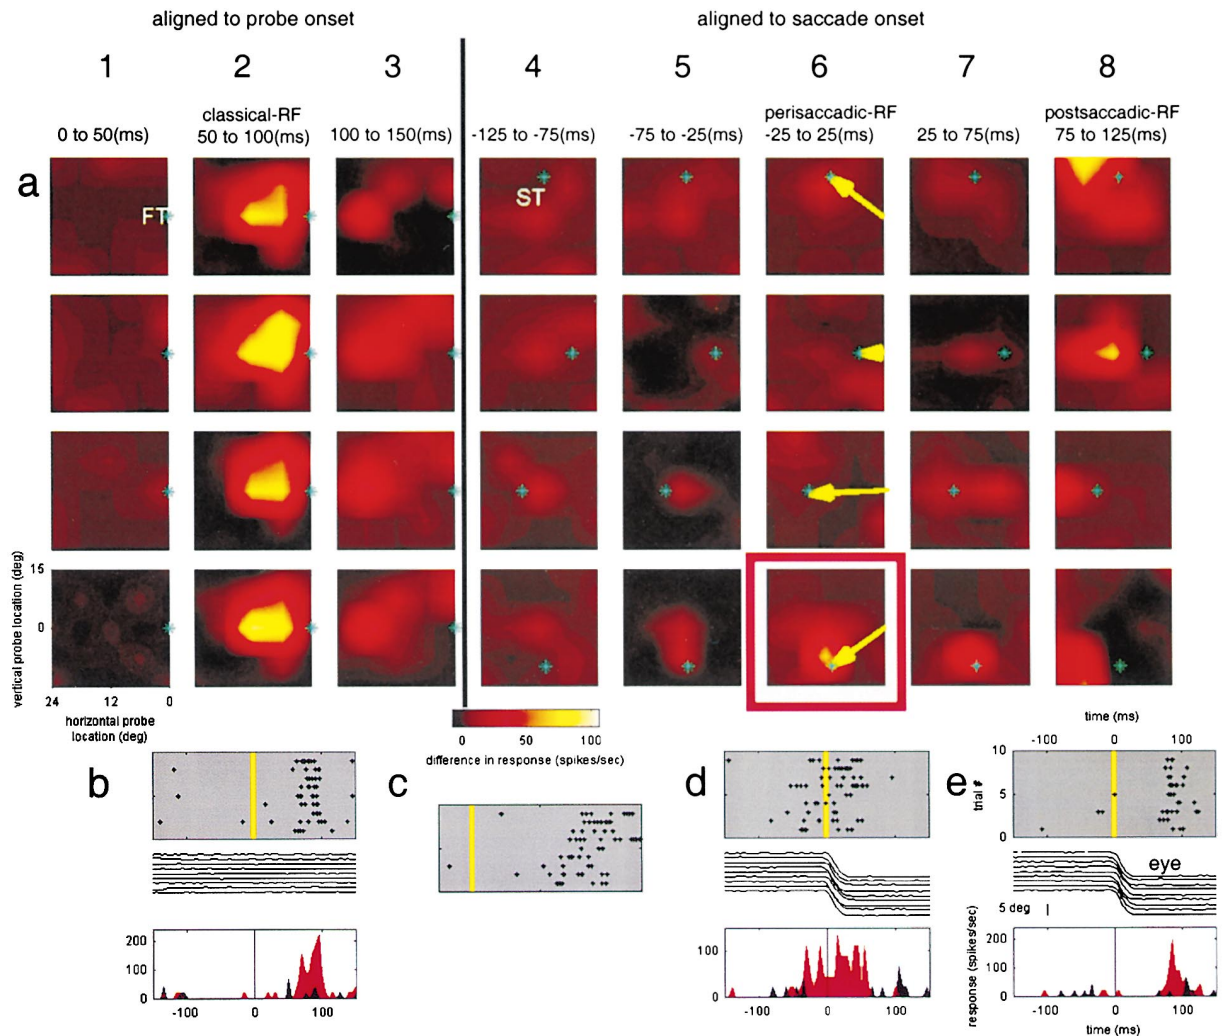 aligned to probe onset
aligned to saccade onset
1 2 3 4 5 6 7 8
classical-RF perisaccadic-RF postsaccadic-RF
0 to 50(ms) 50 to 100(ms) 100 to 150(ms) -125 to -75(ms) -75 to -25(ms) -25 to 25(ms) 25 to 75(ms) 75 to 125(ms)
a
ST
FT
vertical probe location (deg)
15
0
24 12 0
horizontal probe
location (deg)
0 50 100
difference in response (spikes/sec)
time (ms)
-100 0 100
b
c
d
e
trial #
10
5
0
eye
5 deg
200
100
0
-100 0 100
100
0
-100 0 100
response (spikes/sec)
200
100
0
-100 0 100
time (ms)